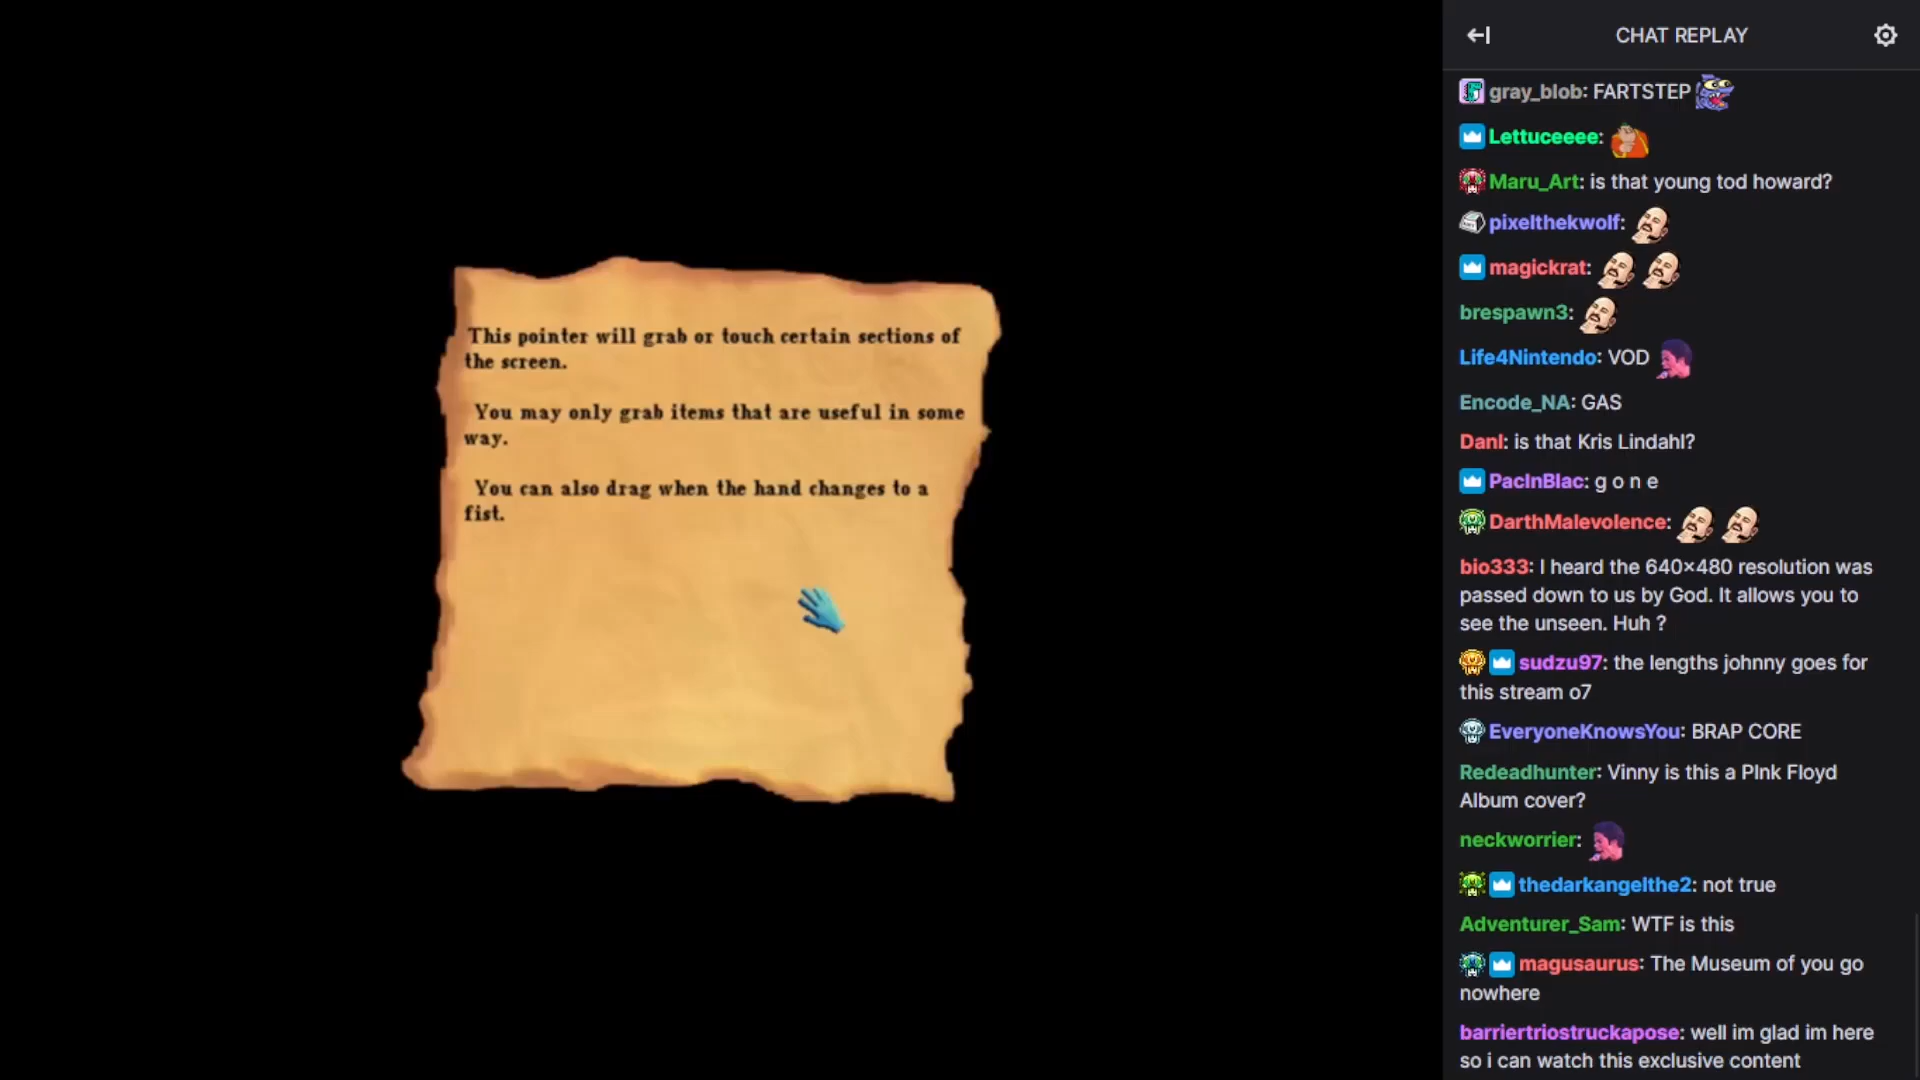 This pointer will grab or touch certain sections of
the screen.
You may only grab items that are useful in some
way.
You can also drag when the hand changes to a
fist.
CHAT REPLAY
gray_blob: FARTSTEP
Lettuceeee:
Maru_Art: is that young tod howard?
pixelthekwolf:
magickrat:
brespawn3:
Life4Nintendo: VOD
Encode_NA: GAS
Danl: is that Kris Lindahl?
PacInBlac: g o n e
DarthMalevolence:
bio333: I heard the 640×480 resolution was
passed down to us by God. It allows you to
see the unseen. Huh ?
sudzu97: the lengths johnny goes for
this stream o7
EveryoneKnowsYou: BRAP CORE
Redeadhunter: Vinny is this a PInk Floyd
Album cover?
neckworrier:
thedarkangelthe2: not true
Adventurer_Sam: WTF is this
magusaurus: The Museum of you go
nowhere
barriertriostruckapose: well im glad im here
so i can watch this exclusive content